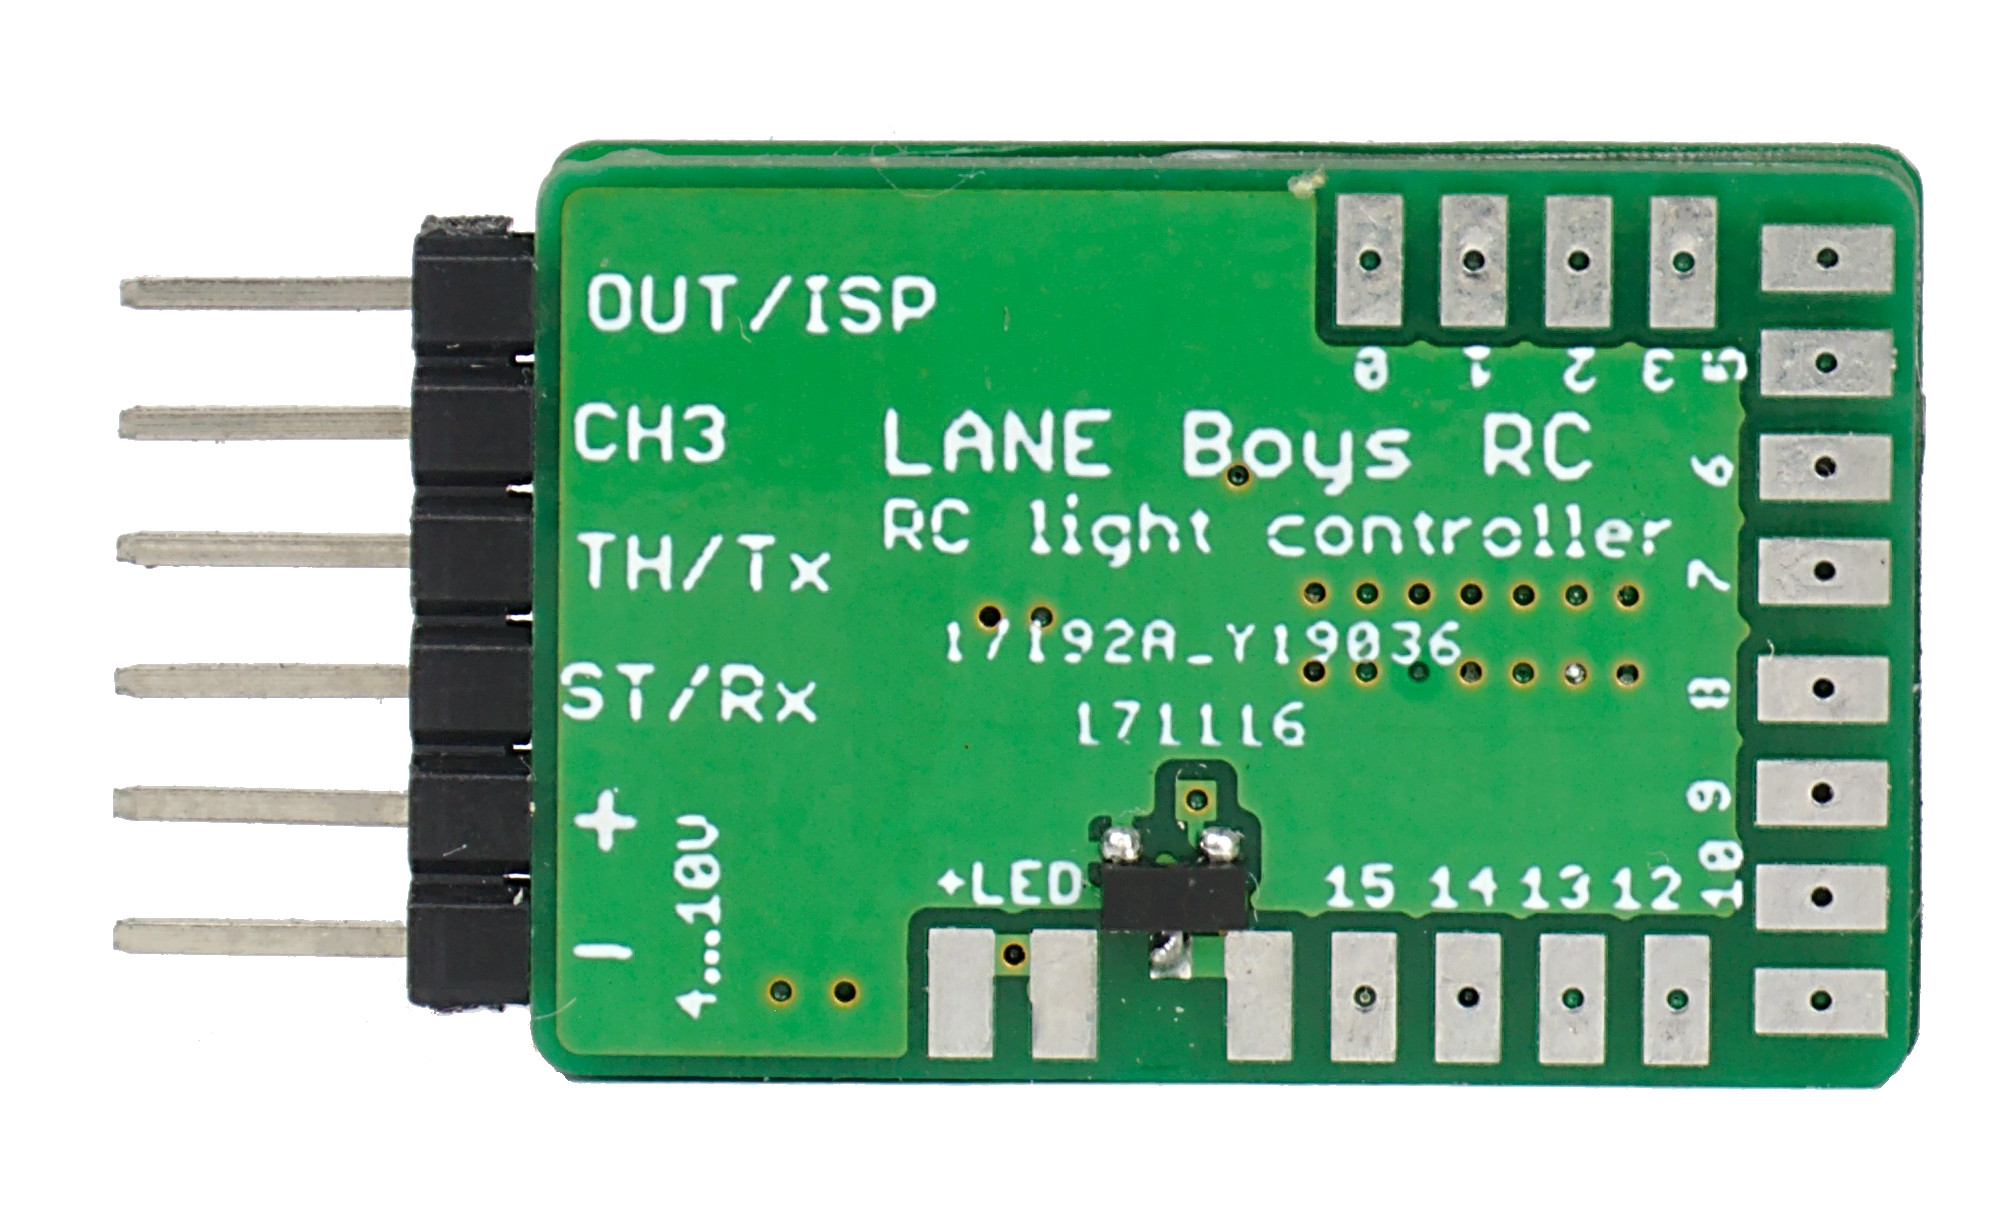 OUT/ISP
CH3
TH/Tx
ST/Rx
+
−
4...10V
LANE Boys RC
RC light controller
17192A_Y19036
171116
+LED
0 1 2 3
5
6
7
8
9
10
15 14 13 12